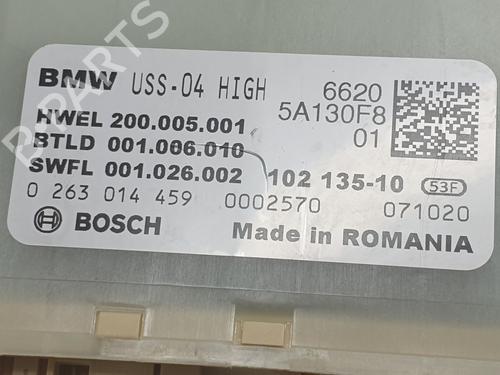 BMW USS-04 HIGH 6620
5A130F8
HWEL 200.005.001 01
BTLD 001.006.010
SWFL 001.026.002 102 135-10 53F
0 263 014 459 0002570 071020
BOSCH Made in ROMANIA
B-PARTS